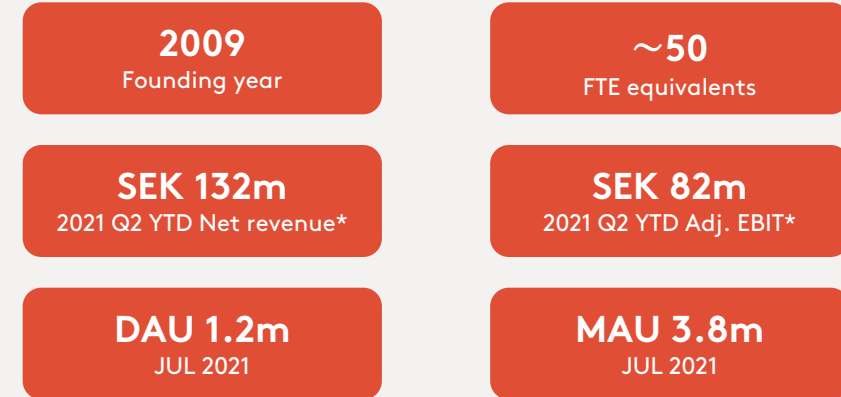 2009
Founding year
~50
FTE equivalents
SEK 132m
2021 Q2 YTD Net revenue*
SEK 82m
2021 Q2 YTD Adj. EBIT*
DAU 1.2m
JUL 2021
MAU 3.8m
JUL 2021